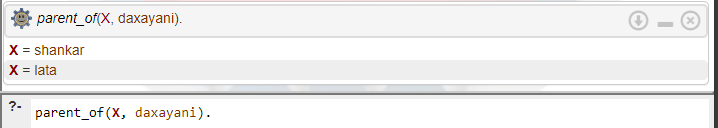 parent_of(X, daxayani).
X = shankar
X = lata
?- parent_of(X, daxayani).